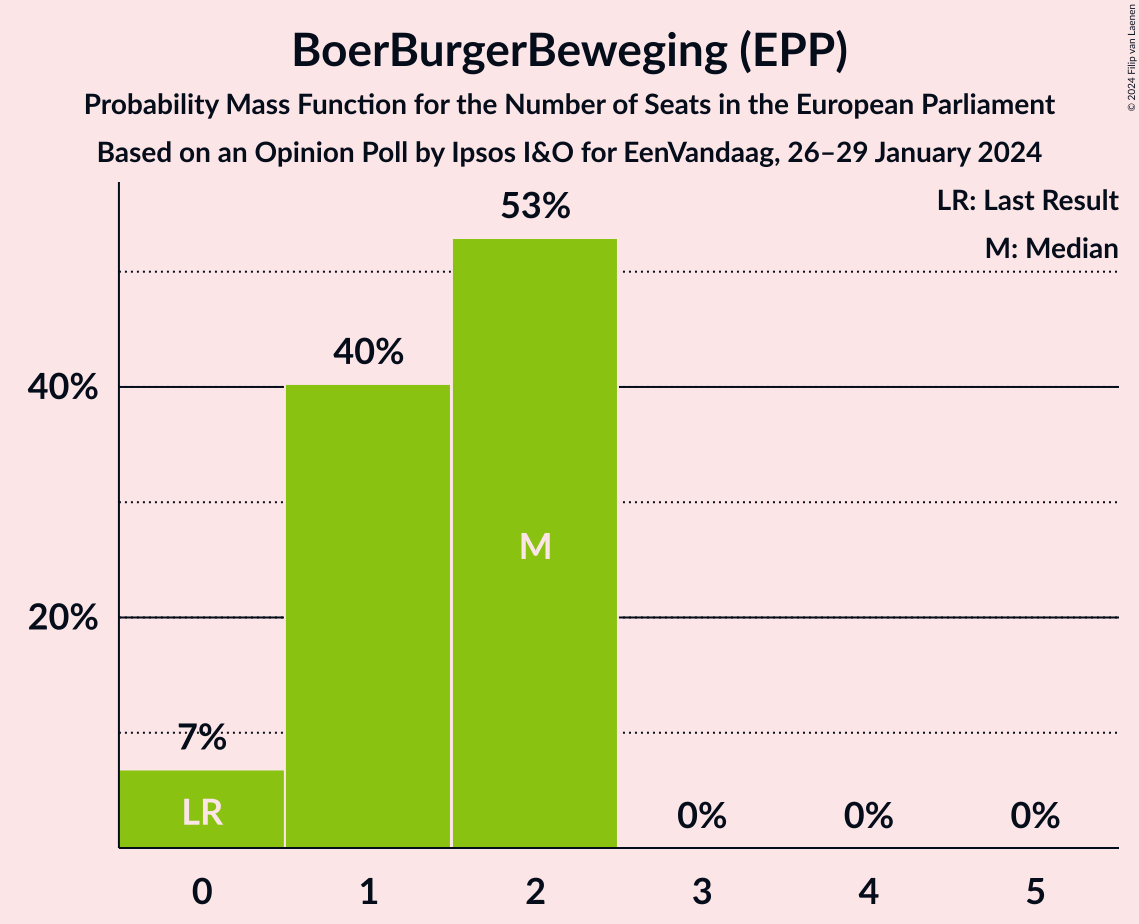 BoerBurgerBeweging (EPP)
Probability Mass Function for the Number of Seats in the European Parliament
Based on an Opinion Poll by Ipsos I&O for EenVandaag, 26–29 January 2024
© 2024 Filip van Laenen
LR: Last Result
M: Median
53%
40%
40%
M
20%
7%
LR
0%
0%
0%
0
1
2
3
4
5